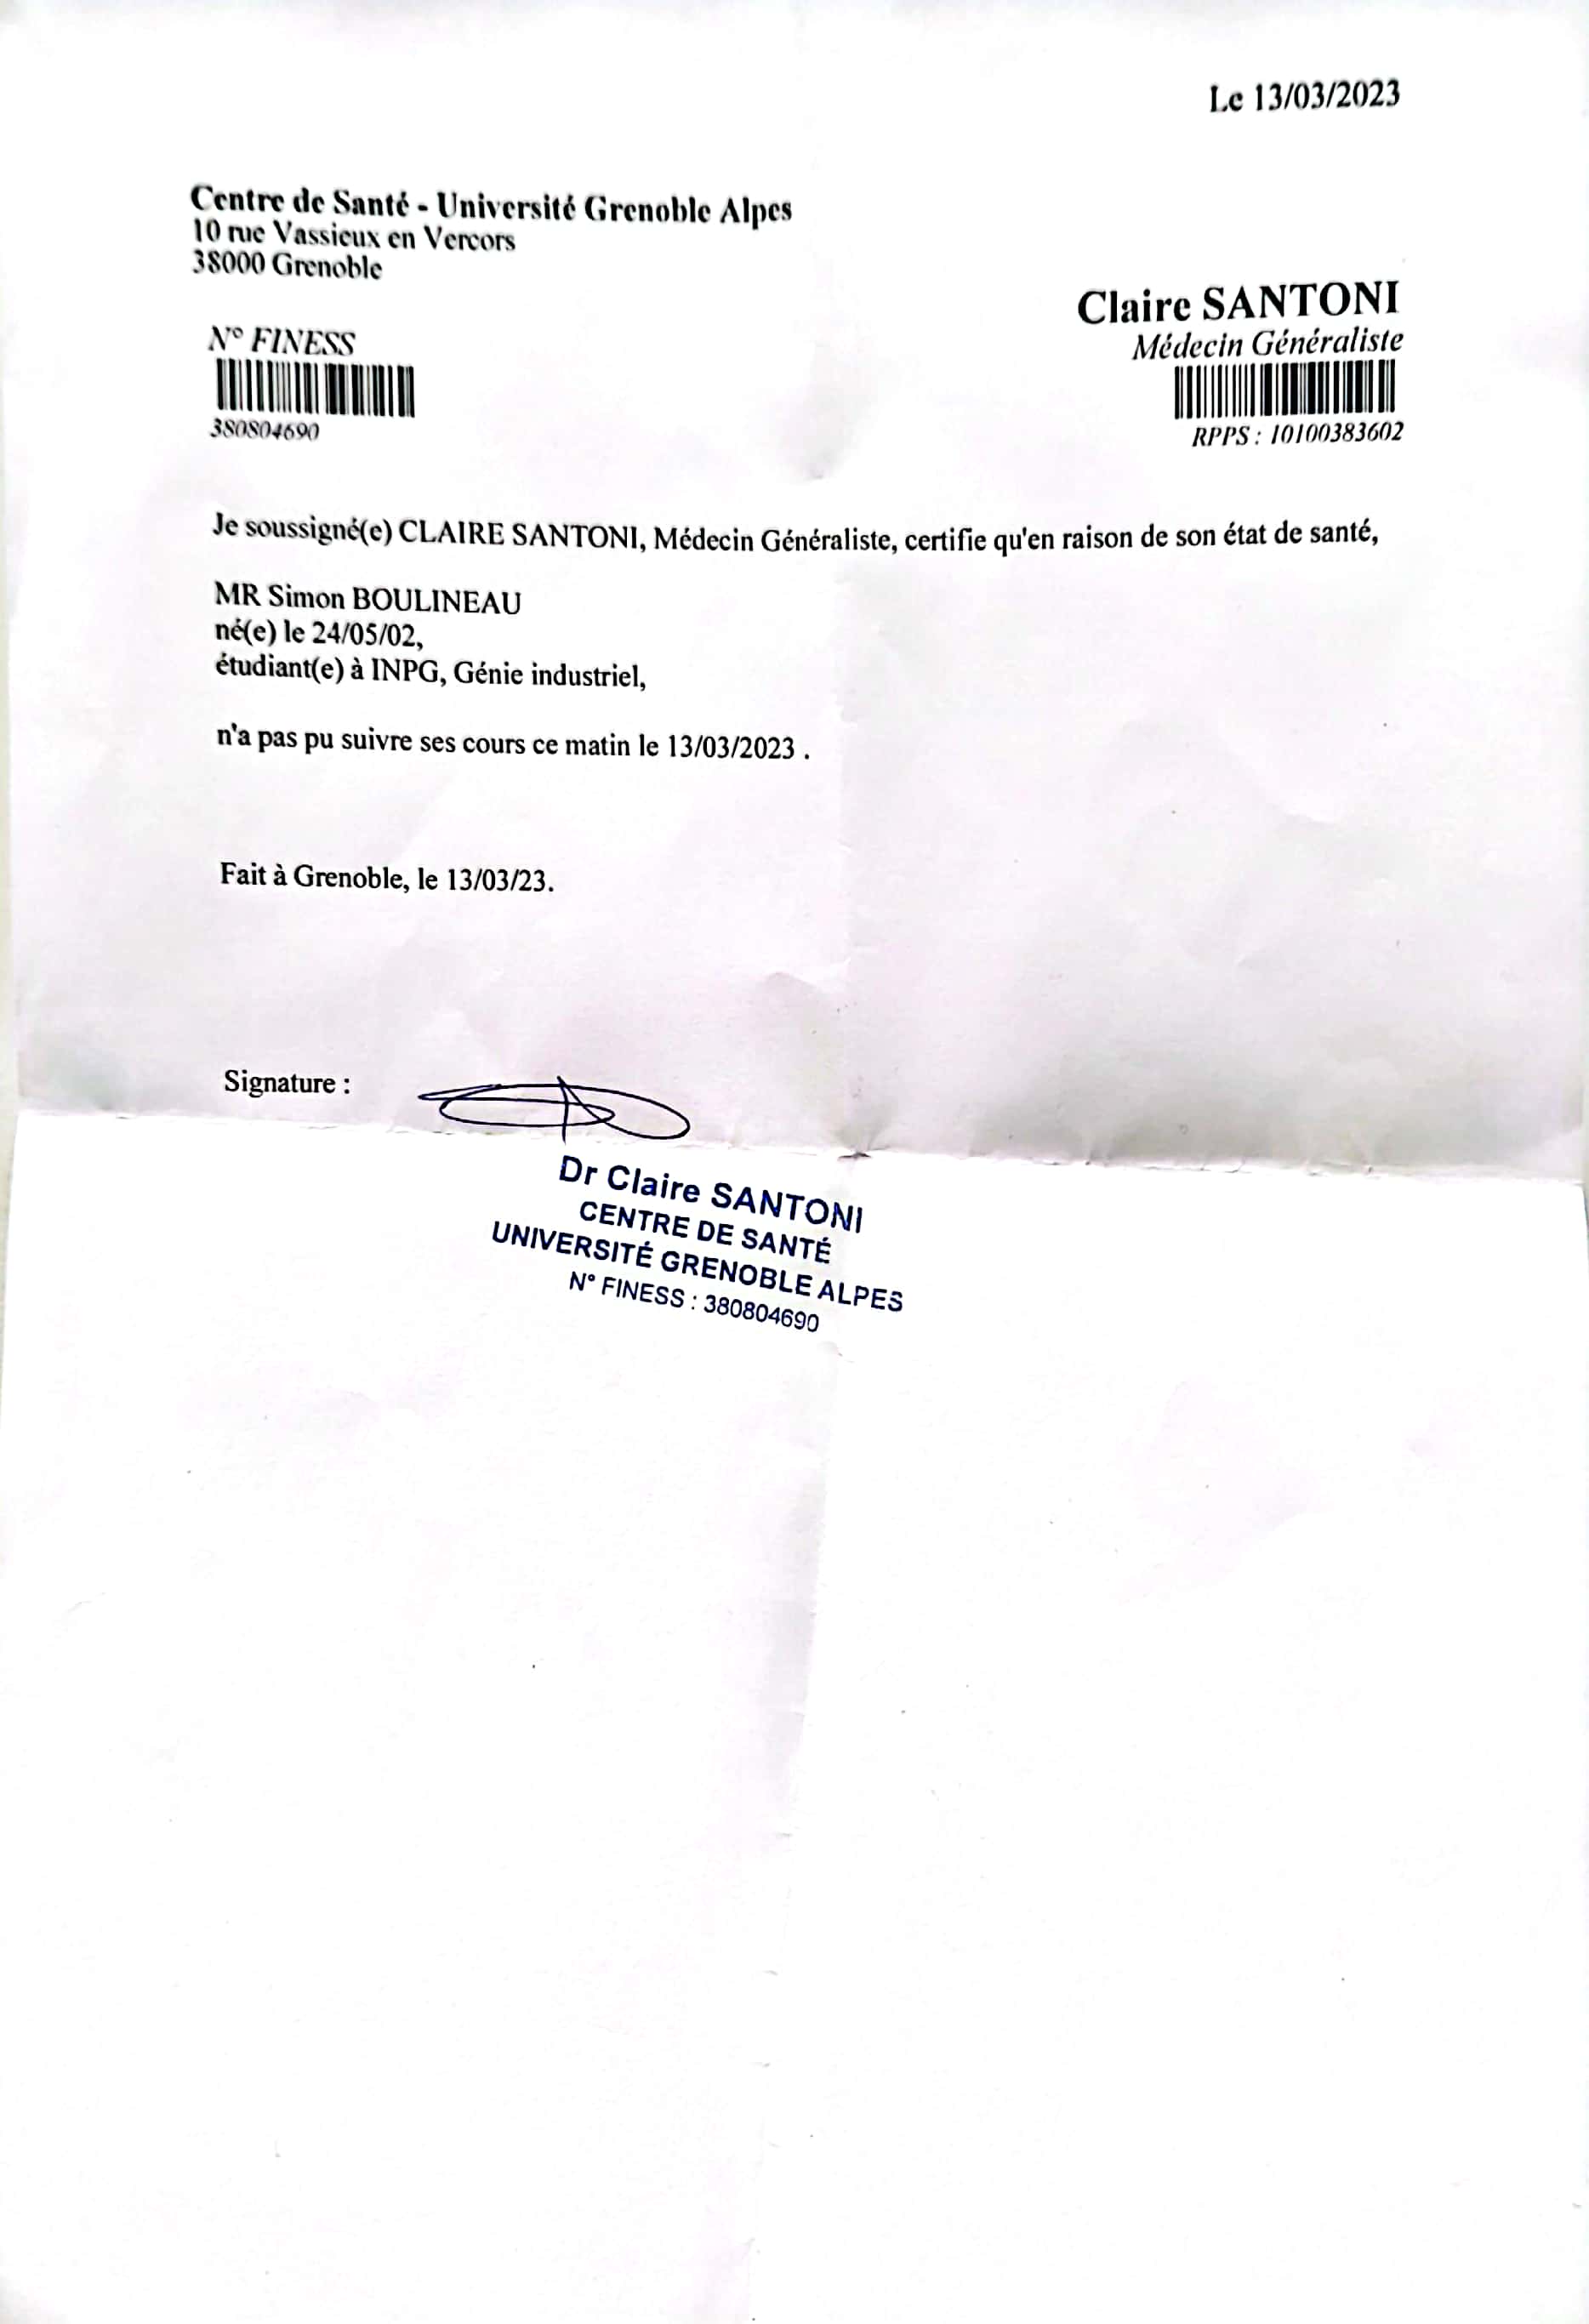 Le 13/03/2023
Centre de Santé - Université Grenoble Alpes
10 rue Vassieux en Vercors
38000 Grenoble
Claire SANTONI
Médecin Généraliste
RPPS : 10100383602
N° FINESS
380804690
Je soussigné(e) CLAIRE SANTONI, Médecin Généraliste, certifie qu'en raison de son état de santé,
MR Simon BOULINEAU
né(e) le 24/05/02,
étudiant(e) à INPG, Génie industriel,
n'a pas pu suivre ses cours ce matin le 13/03/2023 .
Fait à Grenoble, le 13/03/23.
Signature :
Dr Claire SANTONI
CENTRE DE SANTÉ
UNIVERSITÉ GRENOBLE ALPES
N° FINESS : 380804690